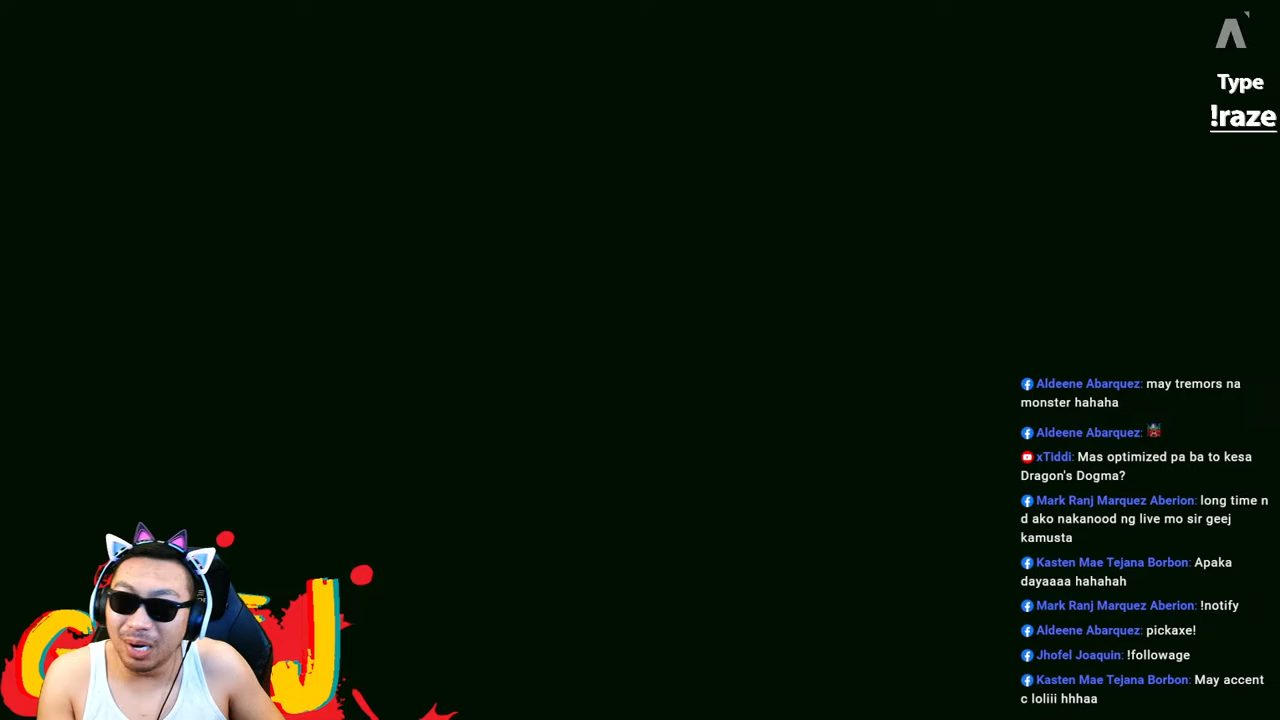 Type
!raze
Aldeene Abarquez: may tremors na
monster hahaha
Aldeene Abarquez:
xTiddi: Mas optimized pa ba to kesa
Dragon's Dogma?
Mark Ranj Marquez Aberion: long time n
d ako nakanood ng live mo sir geej
kamusta
Kasten Mae Tejana Borbon: Apaka
dayaaaa hahahah
Mark Ranj Marquez Aberion: !notify
Aldeene Abarquez: pickaxe!
Jhofel Joaquin: !followage
Kasten Mae Tejana Borbon: May accent
c loliii hhhaa